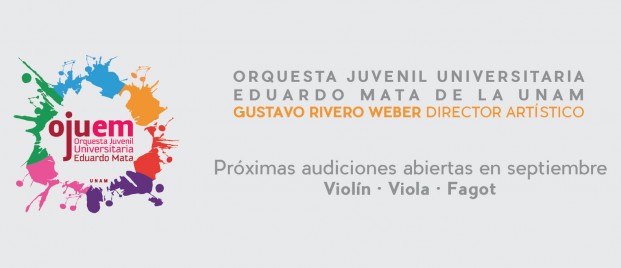 ojuem
Orquesta Juvenil
Universitaria
Eduardo Mata
UNAM
ORQUESTA JUVENIL UNIVERSITARIA
EDUARDO MATA DE LA UNAM
GUSTAVO RIVERO WEBER DIRECTOR ARTÍSTICO
Próximas audiciones abiertas en septiembre
Violín · Viola · Fagot